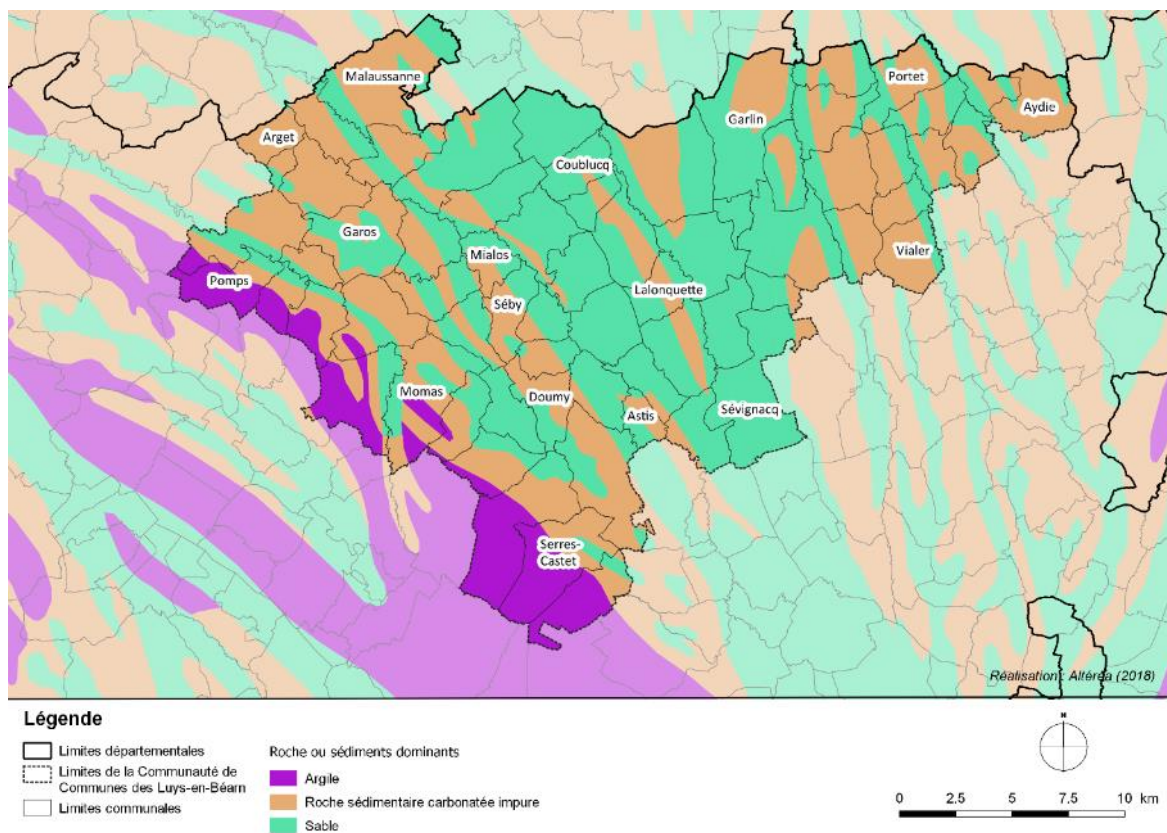 Malaussanne
Portet
Aydie
Garlin
Arget
Coublucq
Garos
Mialos
Vialer
Pomps
Séby
Lalonquette
Momas
Doumy
Astis
Sévignacq
Serres-
Castet
Réalisation : Altéréa (2018)
Légende
Limites départementales
Limites de la Communauté de
Communes des Luys-en-Béarn
Limites communales
Roche ou sédiments dominants
Argile
Roche sédimentaire carbonatée impure
Sable
N
0 2.5 5 7.5 10 km